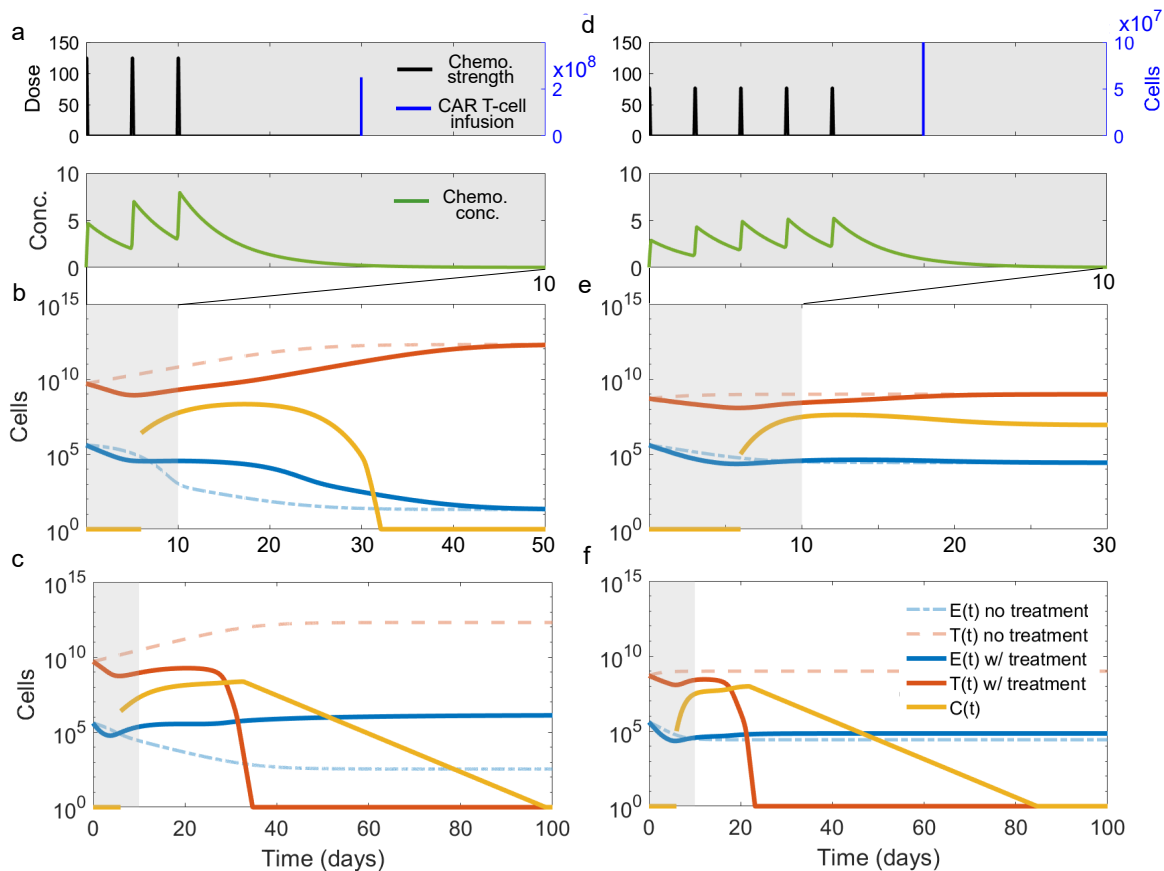 a
150
100
50
0
Dose
Chemo.
strength
CAR T-cell
infusion
x10^8
2
0
10
5
0
Conc.
Chemo.
conc.
10
b
10^15
10^10
10^5
10^0
Cells
10
20
30
40
50
c
10^15
10^10
10^5
10^0
Cells
0
20
40
60
80
100
Time (days)
d
150
100
50
0
x10^7
10
5
0
Cells
10
5
0
10
e
10^15
10^10
10^5
10^0
10
20
30
f
10^15
10^10
10^5
10^0
E(t) no treatment
T(t) no treatment
E(t) w/ treatment
T(t) w/ treatment
C(t)
0
20
40
60
80
100
Time (days)